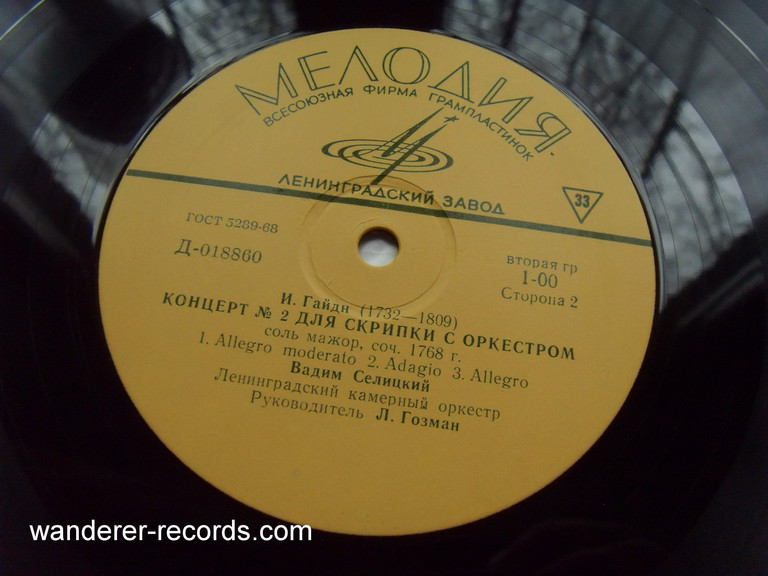 МЕЛОДИЯ
ВСЕСОЮЗНАЯ ФИРМА ГРАМПЛАСТИНОК
ЛЕНИНГРАДСКИЙ ЗАВОД
33
ГОСТ 5289-68
Д-018860
вторая гр
1-00
Сторона 2
И. Гайдн (1732—1809)
КОНЦЕРТ № 2 ДЛЯ СКРИПКИ С ОРКЕСТРОМ
соль мажор, соч. 1768 г.
1. Allegro moderato 2. Adagio 3. Allegro
Вадим Селицкий
Ленинградский камерный оркестр
Руководитель Л. Гозман
wanderer-records.com